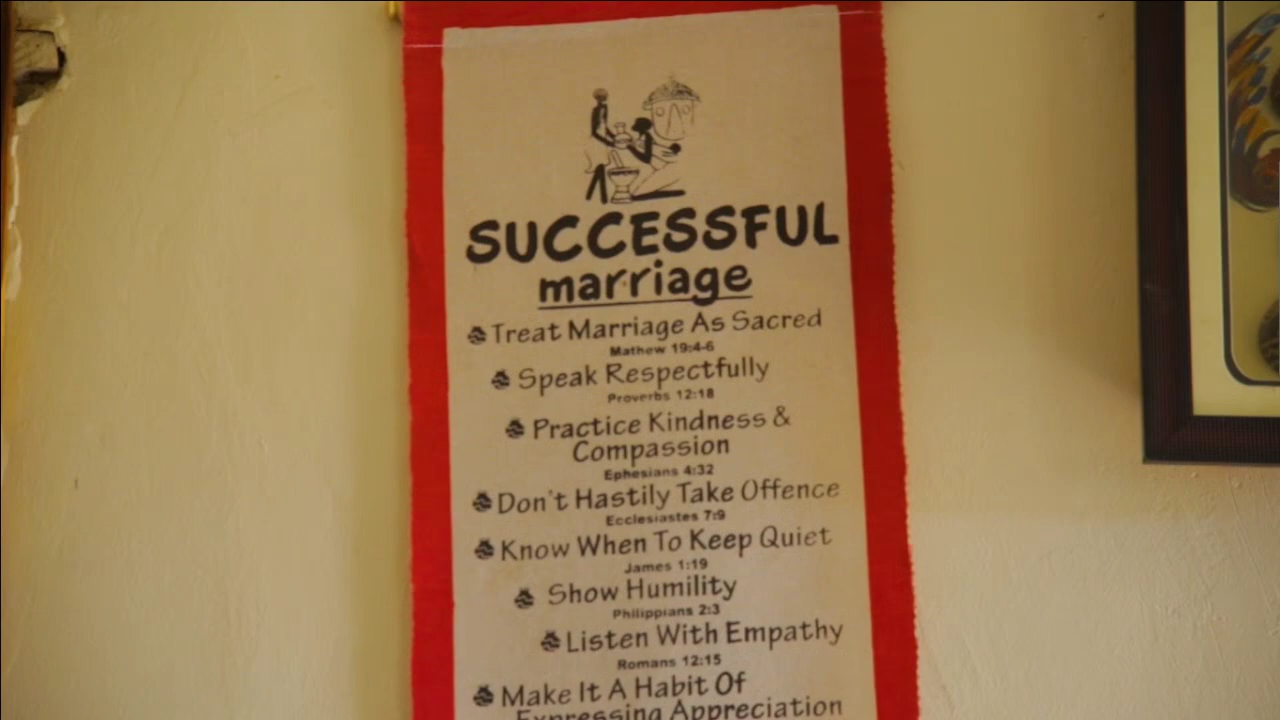 SUCCESSFUL
marriage
Treat Marriage As Sacred
Mathew 19:4-6
Speak Respectfully
Proverbs 12:18
Practice Kindness &
Compassion
Ephesians 4:32
Don't Hastily Take Offence
Ecclesiastes 7:9
Know When To Keep Quiet
James 1:19
Show Humility
Philippians 2:3
Listen With Empathy
Romans 12:15
Make It A Habit Of
Expressing Appreciation